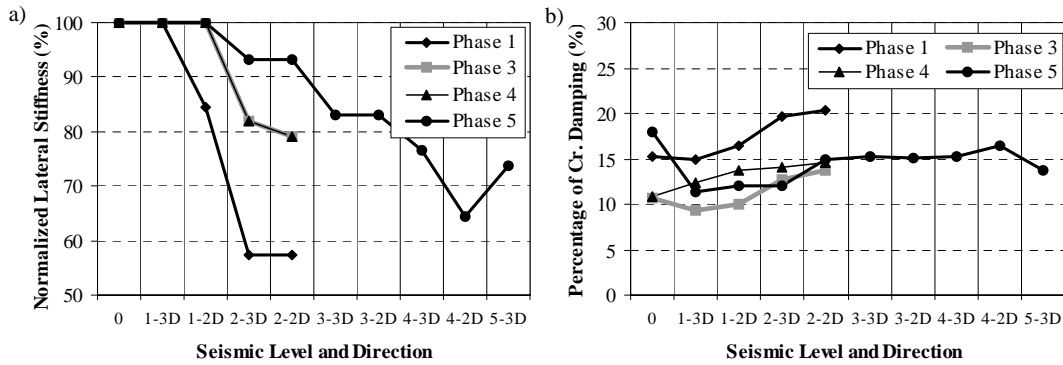 a)
Normalized Lateral Stiffness (%)
100
90
80
70
60
50
0 1-3D 1-2D 2-3D 2-2D 3-3D 3-2D 4-3D 4-2D 5-3D
Seismic Level and Direction
Phase 1
Phase 3
Phase 4
Phase 5
b)
Percentage of Cr. Damping (%)
30
25
20
15
10
5
0
0 1-3D 1-2D 2-3D 2-2D 3-3D 3-2D 4-3D 4-2D 5-3D
Seismic Level and Direction
Phase 1 Phase 3
Phase 4 Phase 5